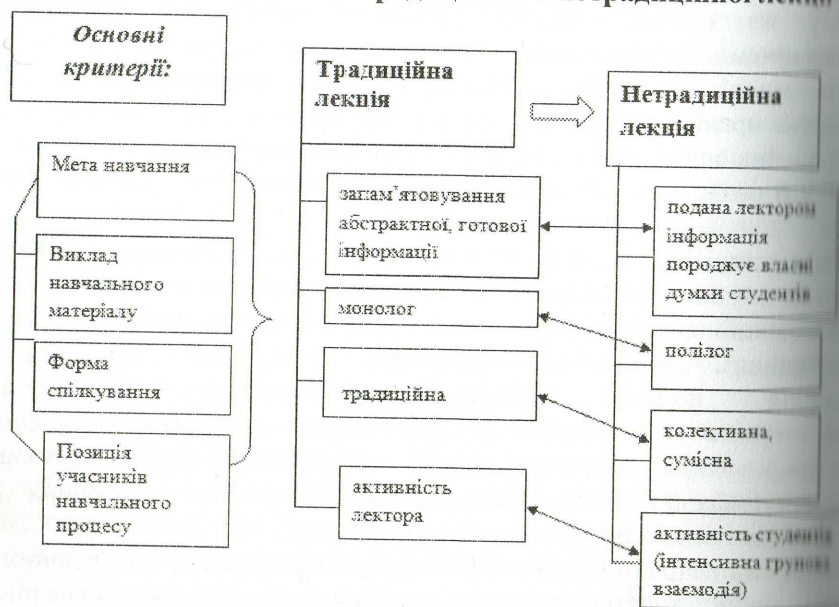 нетрадиційної лекції
Основні
критерії:
Традиційна
лекція
Нетрадиційна
лекція
Мета навчання
Виклад
навчального
матеріалу
Форма
спілкування
Позиція
учасників
навчального
процесу
запам'ятовування
абстрактної, готової
інформації
монолог
традиційна
активність
лектора
подана лектором
інформація
породжує власні
думки студентів
полілог
колективна,
сумісна
активність студентів
(інтенсивна групова
взаємодія)